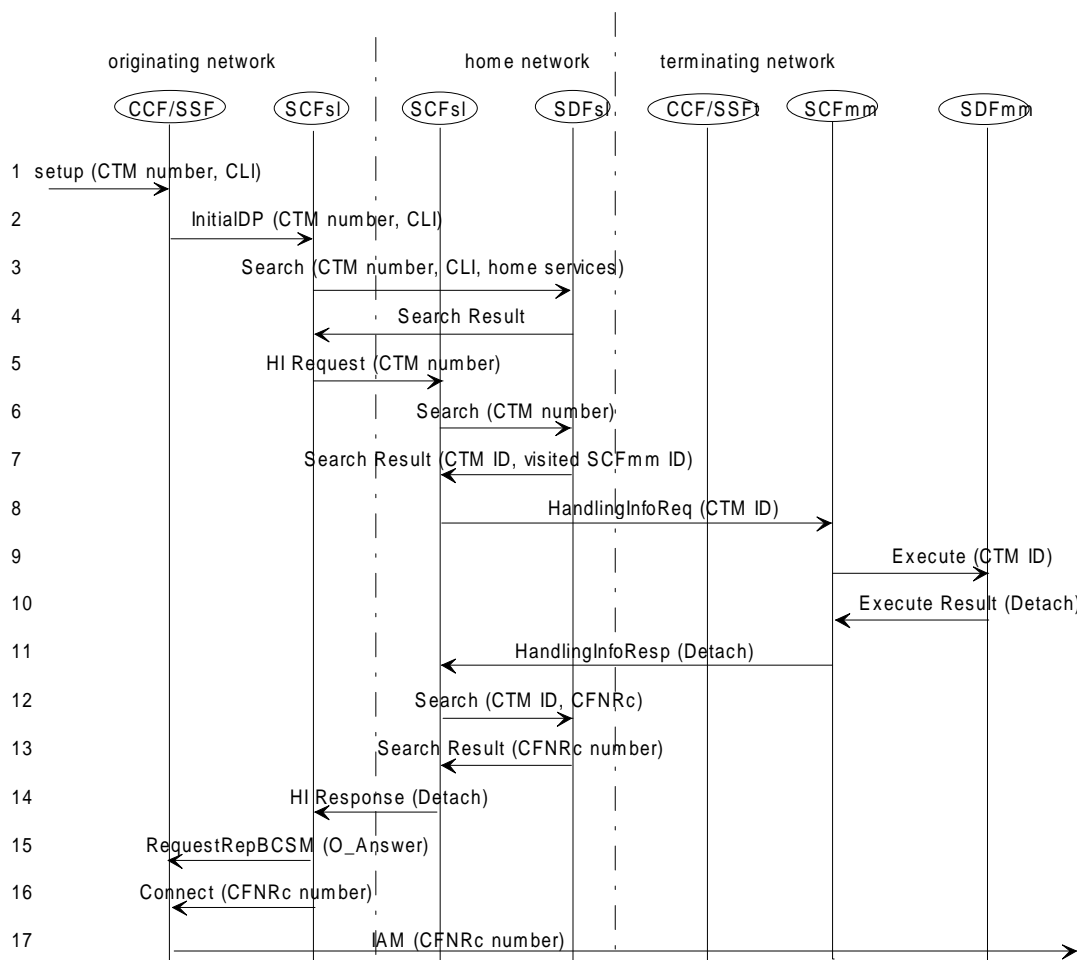 originating network home network terminating network
CCF/SSF SCFsl SCFsl SDFsl CCF/SSFt SCFmm SDFmm
1 setup (CTM number, CLI)
2 InitialDP (CTM number, CLI)
3 Search (CTM number, CLI, home services)
4 Search Result
5 HI Request (CTM number)
6 Search (CTM number)
7 Search Result (CTM ID, visited SCFmm ID)
8 HandlingInfoReq (CTM ID)
9 Execute (CTM ID)
10 Execute Result (Detach)
11 HandlingInfoResp (Detach)
12 Search (CTM ID, CFNRc)
13 Search Result (CFNRc number)
14 HI Response (Detach)
15 RequestRepBCSM (O_Answer)
16 Connect (CFNRc number)
17 IAM (CFNRc number)